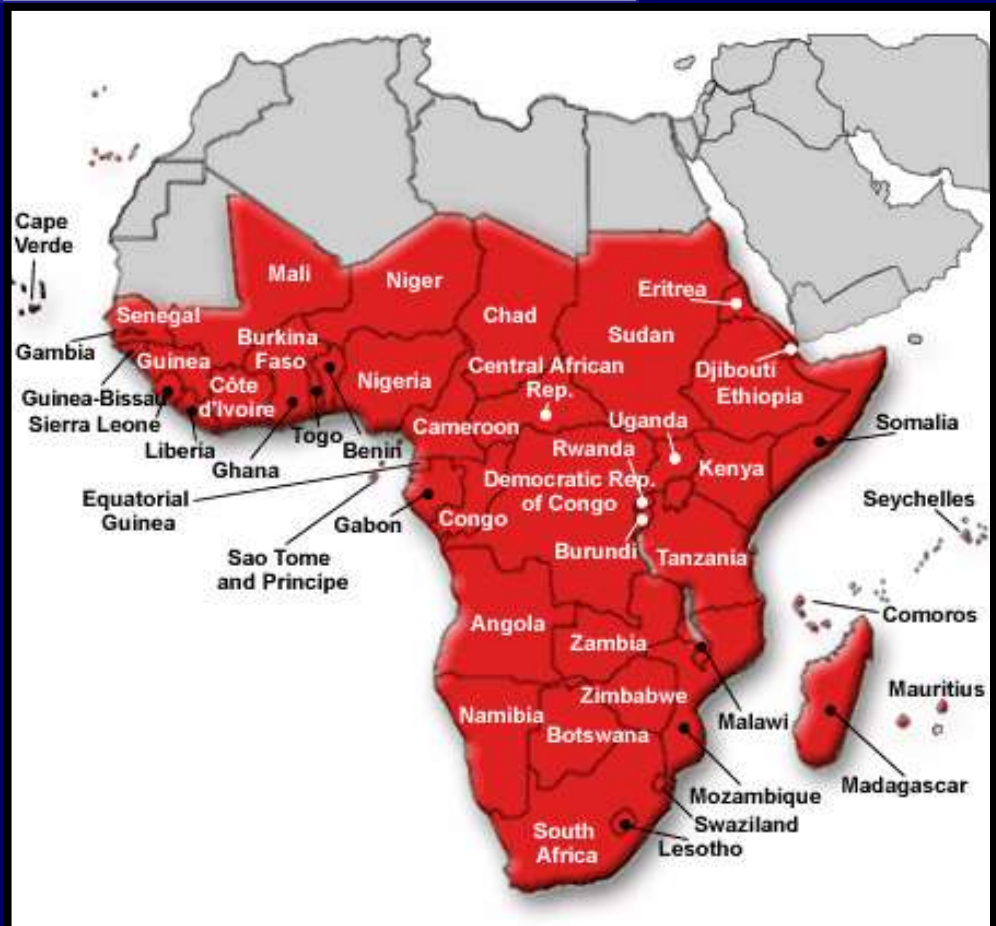 Cape
Verde
Mali
Niger
Chad
Eritrea
Sudan
Senegal
Gambia
Burkina
Faso
Guinea
Nigeria
Central African
Rep.
Djibouti
Ethiopia
Côte
d'Ivoire
Guinea-Bissau
Sierra Leone
Cameroon
Uganda
Somalia
Liberia
Togo
Benin
Ghana
Rwanda
Kenya
Democratic Rep.
of Congo
Equatorial
Guinea
Gabon
Congo
Seychelles
Sao Tome
and Principe
Burundi
Tanzania
Comoros
Angola
Zambia
Zimbabwe
Mauritius
Namibia
Malawi
Botswana
Madagascar
Mozambique
Swaziland
South
Africa
Lesotho